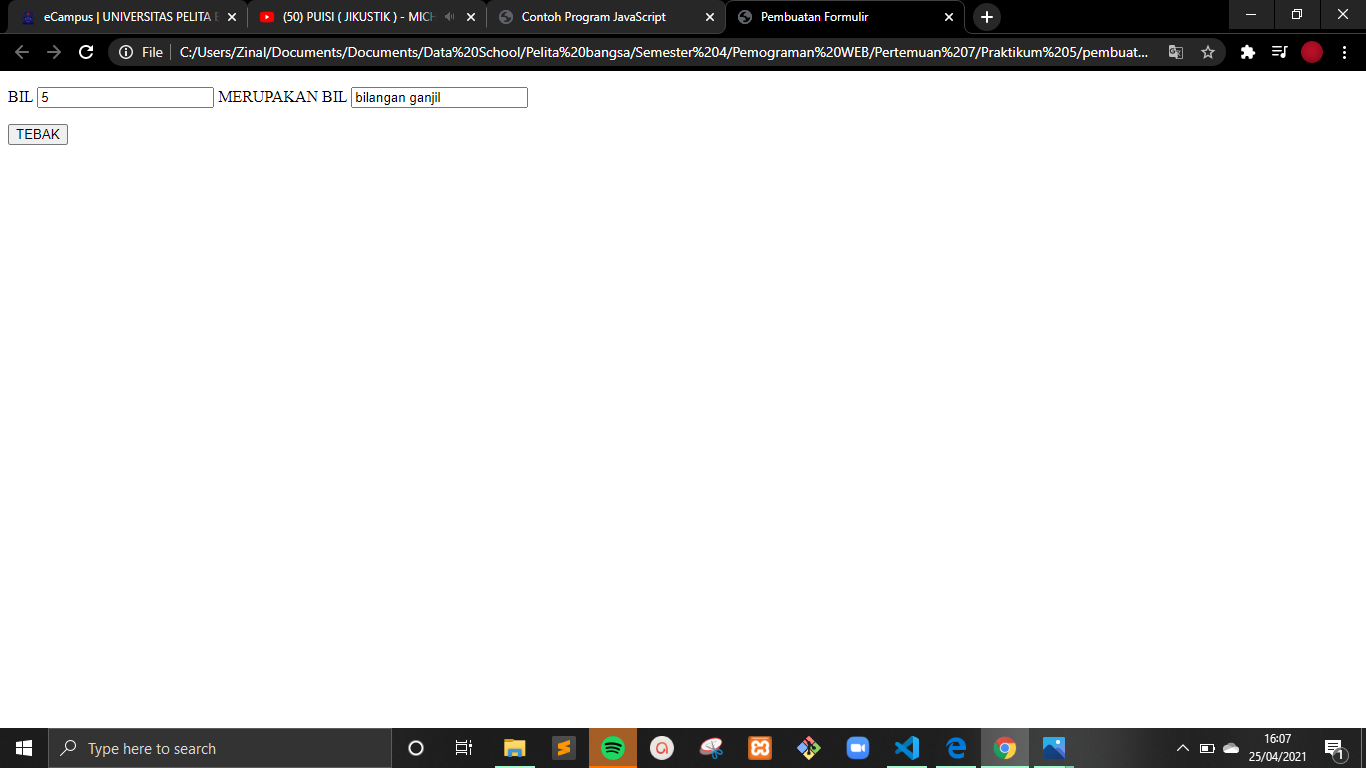 eCampus | UNIVERSITAS PELITA
(50) PUISI ( JIKUSTIK ) - MICH
Contoh Program JavaScript
Pembuatan Formulir
File
C:/Users/Zinal/Documents/Documents/Data%20School/Pelita%20bangsa/Semester%204/Pemograman%20WEB/Pertemuan%207/Praktikum%205/pembuat...
BIL 5 MERUPAKAN BIL bilangan ganjil
TEBAK
Type here to search
16:07
25/04/2021
1